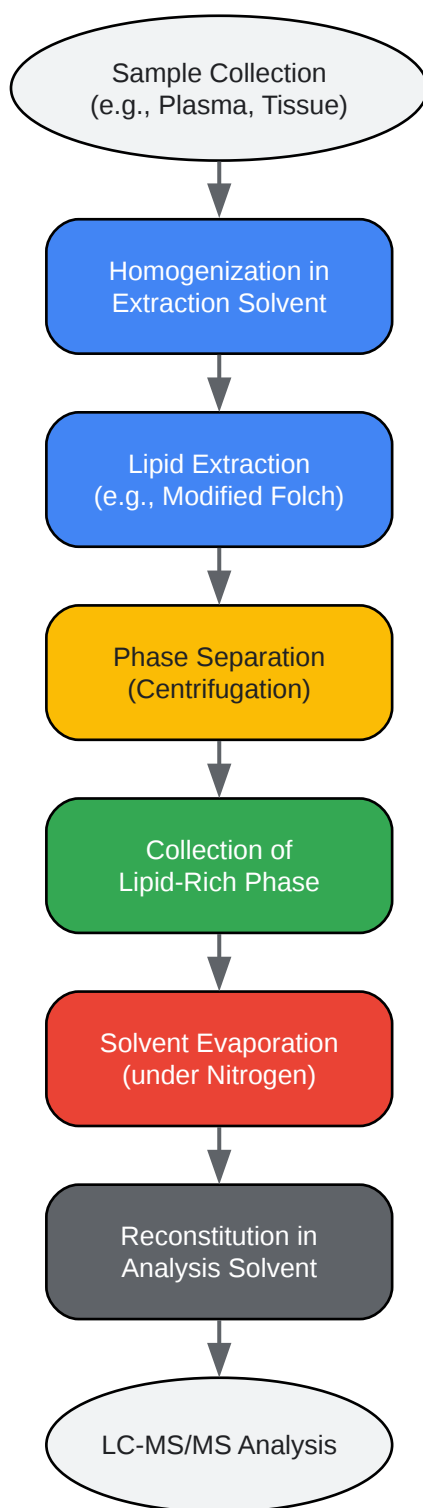 Sample Collection
(e.g., Plasma, Tissue)
Homogenization in
Extraction Solvent
Lipid Extraction
(e.g., Modified Folch)
Phase Separation
(Centrifugation)
Collection of
Lipid-Rich Phase
Solvent Evaporation
(under Nitrogen)
Reconstitution in
Analysis Solvent
LC-MS/MS Analysis